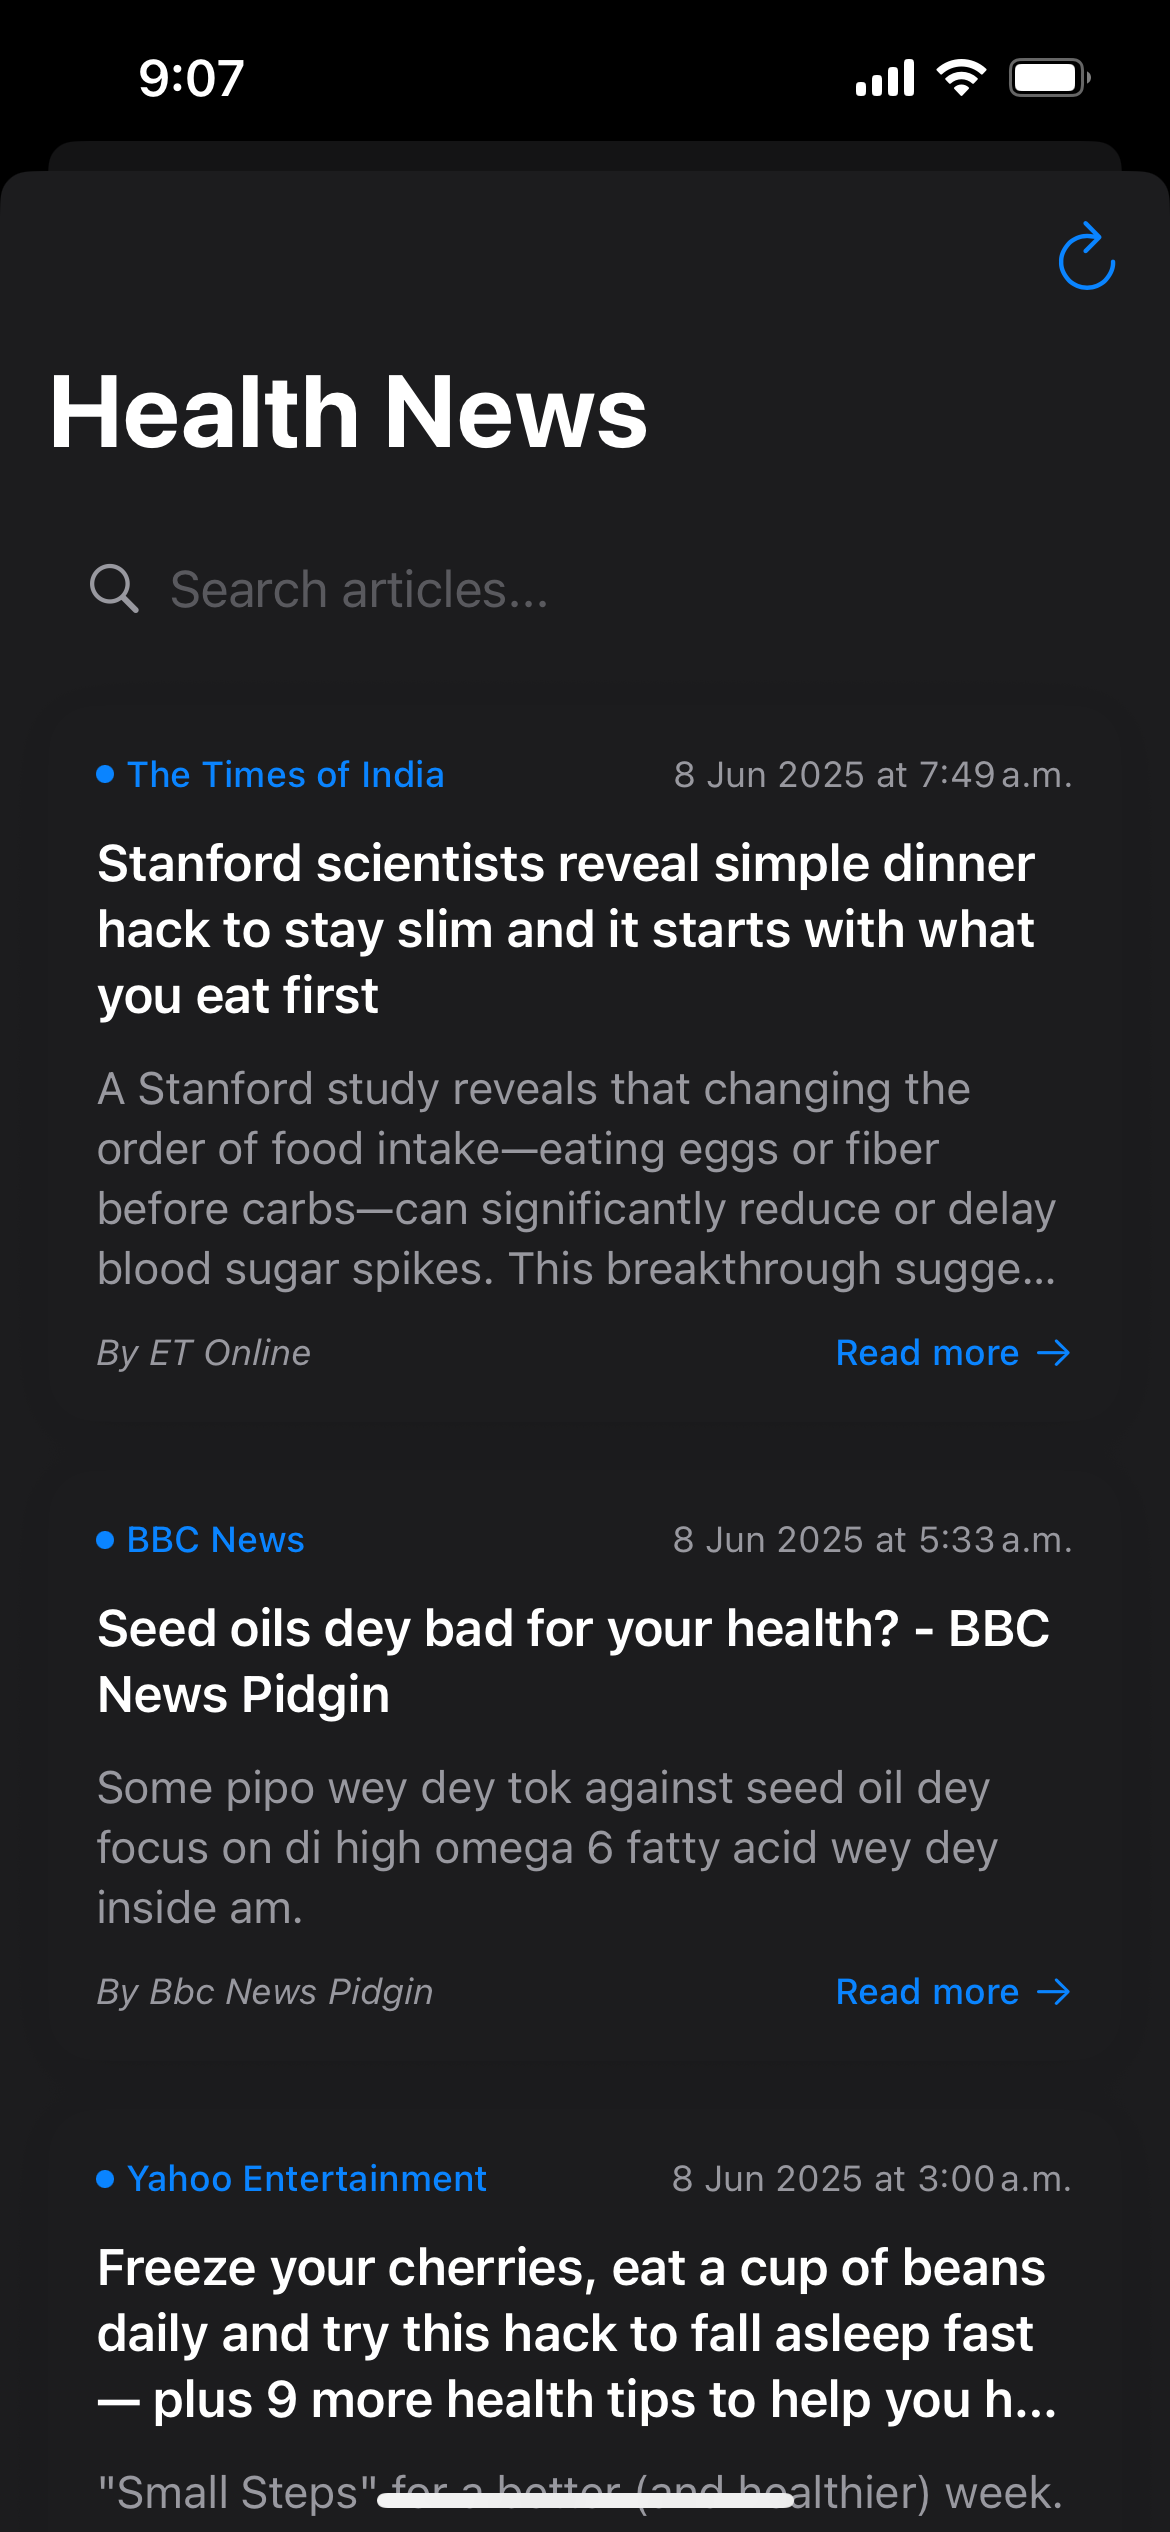 9:07
Health News
Search articles...
The Times of India
8 Jun 2025 at 7:49 a.m.
Stanford scientists reveal simple dinner
hack to stay slim and it starts with what
you eat first
A Stanford study reveals that changing the
order of food intake—eating eggs or fiber
before carbs—can significantly reduce or delay
blood sugar spikes. This breakthrough sugge...
By ET Online
Read more →
BBC News
8 Jun 2025 at 5:33 a.m.
Seed oils dey bad for your health? - BBC
News Pidgin
Some pipo wey dey tok against seed oil dey
focus on di high omega 6 fatty acid wey dey
inside am.
By Bbc News Pidgin
Read more →
Yahoo Entertainment
8 Jun 2025 at 3:00 a.m.
Freeze your cherries, eat a cup of beans
daily and try this hack to fall asleep fast
— plus 9 more health tips to help you h...
"Small Steps" for a better (and healthier) week.